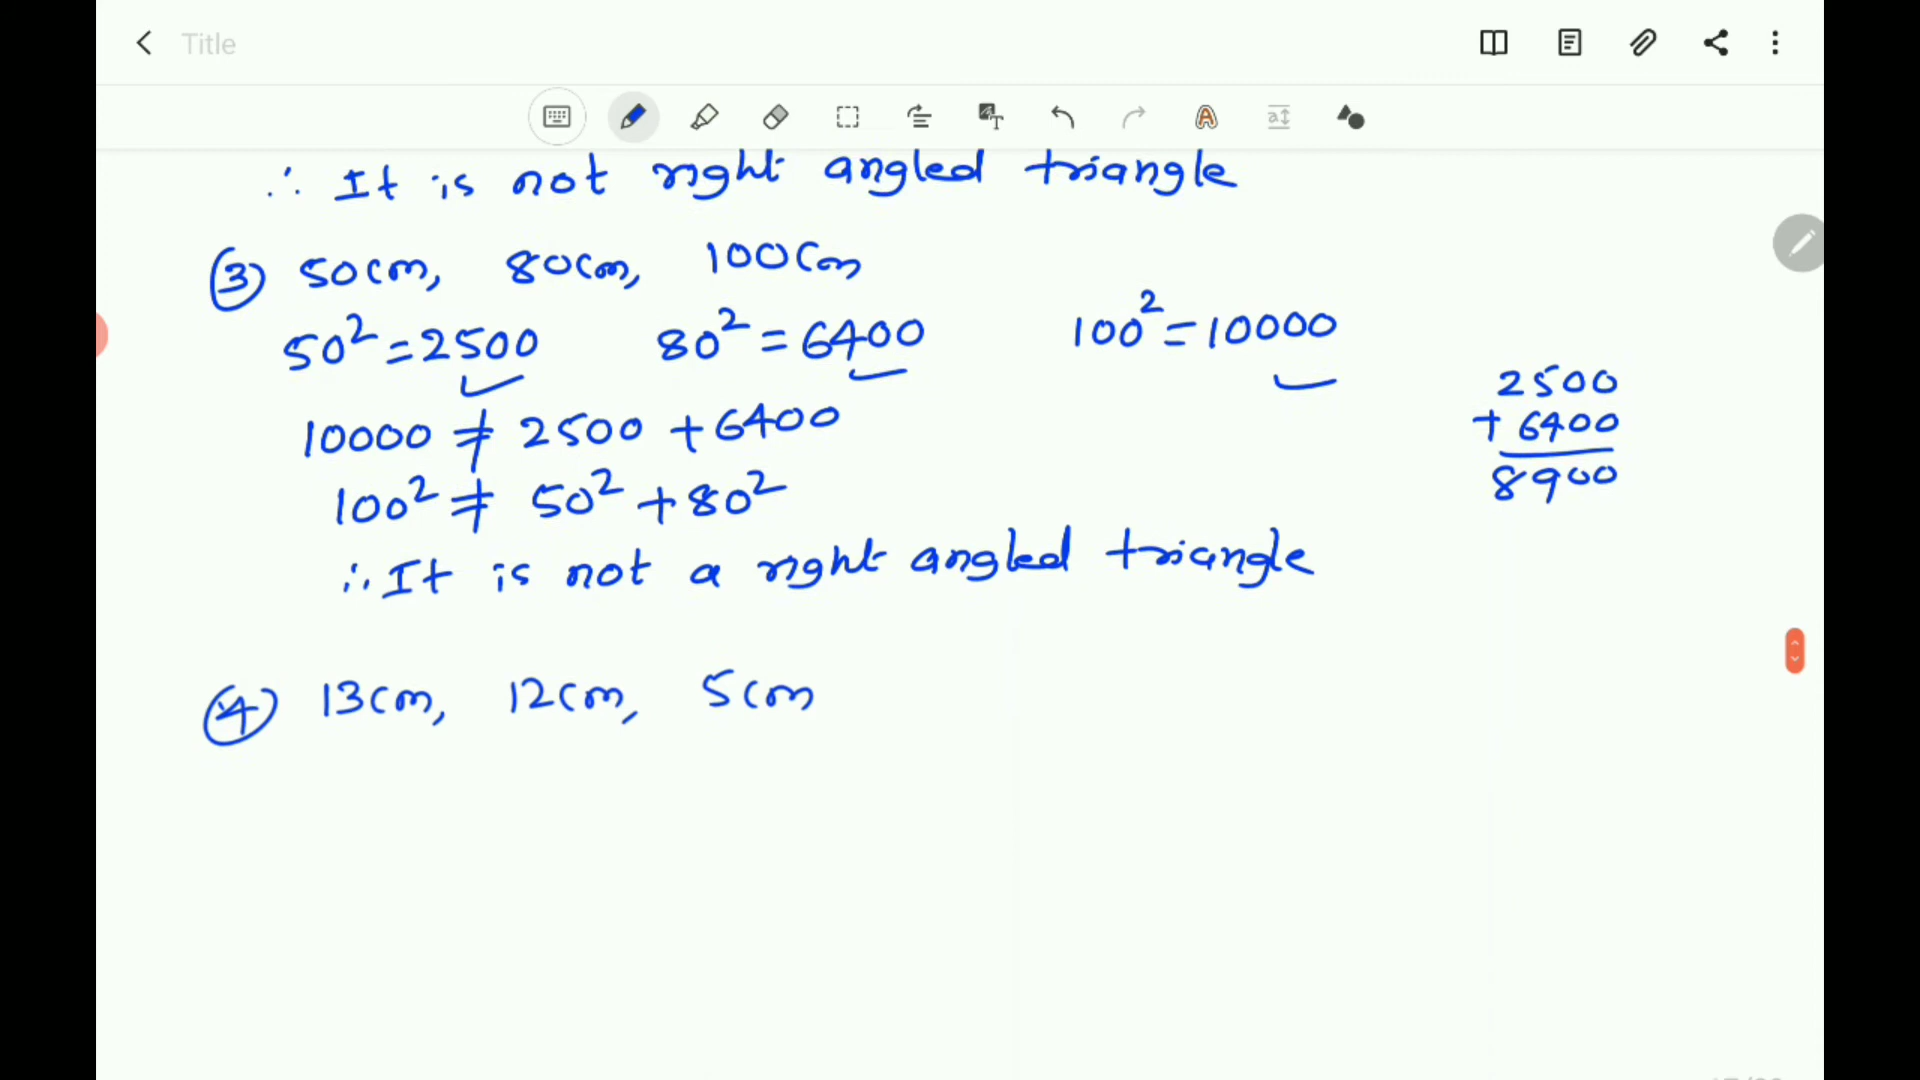 Title
∴ It is not right angled triangle
③ 50cm, 80cm, 100cm
50² = 2500 80² = 6400 100² = 10000
2500
+ 6400
8900
10000 ≠ 2500 + 6400
100² ≠ 50² + 80²
∴ It is not a right angled triangle
④ 13cm, 12cm, 5cm